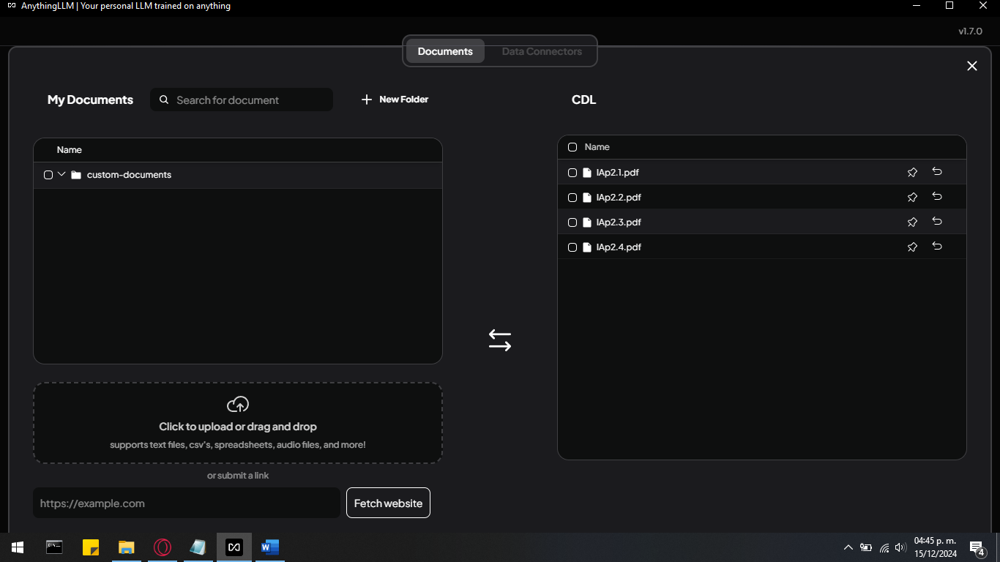 AnythingLLM | Your personal LLM trained on anything
v1.7.0
Documents
Data Connectors
My Documents
Search for document
New Folder
CDL
Name
custom-documents
Name
IAp2.1.pdf
IAp2.2.pdf
IAp2.3.pdf
IAp2.4.pdf
Click to upload or drag and drop
supports text files, csv's, spreadsheets, audio files, and more!
or submit a link
https://example.com
Fetch website
04:45 p. m.
15/12/2024
4